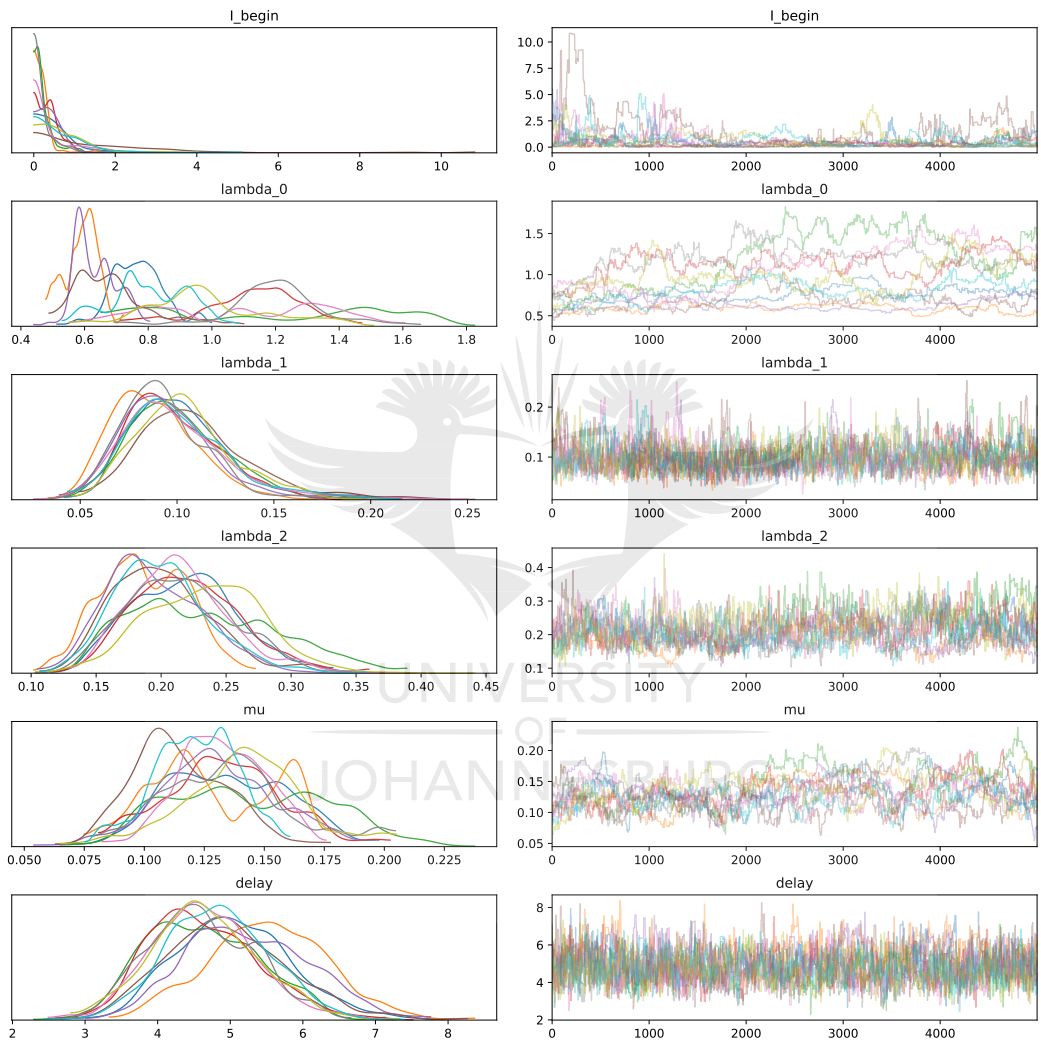 I_begin I_begin
10.0
7.5
5.0
2.5
0.0
0 2 4 6 8 10 0 1000 2000 3000 4000
lambda_0 lambda_0
1.5
1.0
0.5
0.4 0.6 0.8 1.0 1.2 1.4 1.6 1.8 0 1000 2000 3000 4000
lambda_1 lambda_1
0.2
0.1
0.05 0.10 0.15 0.20 0.25 0 1000 2000 3000 4000
lambda_2 lambda_2
0.4
0.3
0.2
0.1
0.10 0.15 0.20 0.25 0.30 0.35 0.40 0.45 0 1000 2000 3000 4000
UNIVERSITY
mu mu
OF
0.20
0.15
JOHANNESBURG
0.10
0.05
0.050 0.075 0.100 0.125 0.150 0.175 0.200 0.225 0 1000 2000 3000 4000
delay delay
8
6
4
2
2 3 4 5 6 7 8 0 1000 2000 3000 4000